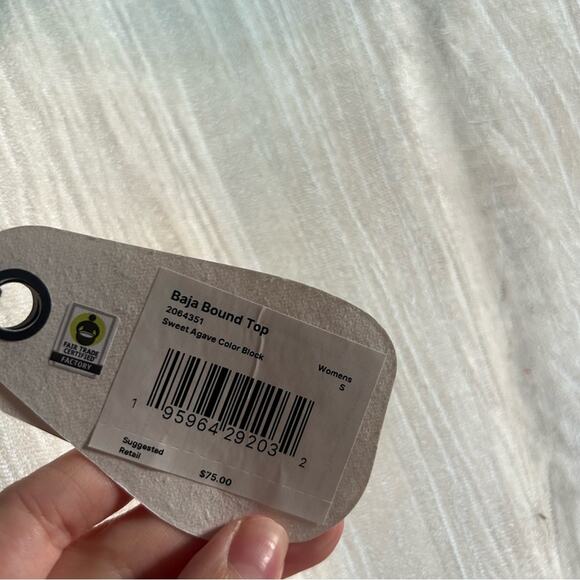 Baja Bound Top
2064351
Sweet Agave Color Block
Womens
S
FAIR TRADE
CERTIFIED
FACTORY
1 95964 29203 2
Suggested
Retail
$75.00